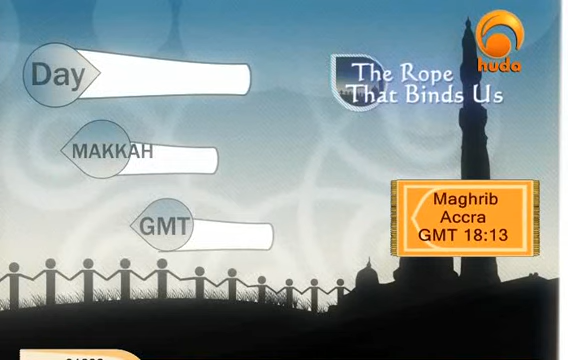 huda
Day
The Rope
That Binds Us
MAKKAH
GMT
Maghrib
Accra
GMT 18:13